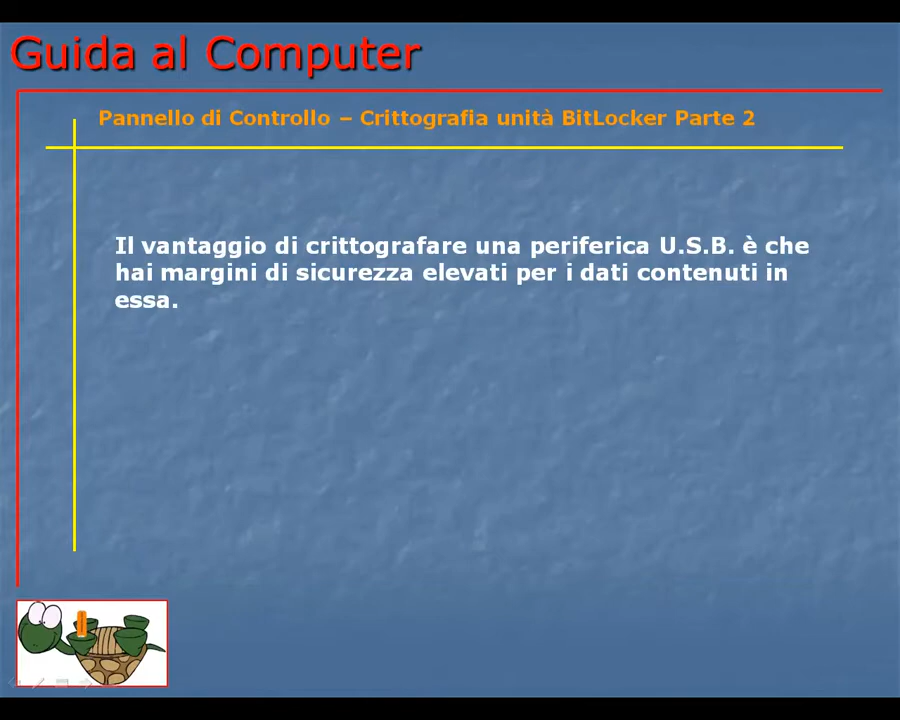 Guida al Computer
Pannello di Controllo – Crittografia unità BitLocker Parte 2
Il vantaggio di crittografare una periferica U.S.B. è che
hai margini di sicurezza elevati per i dati contenuti in
essa.